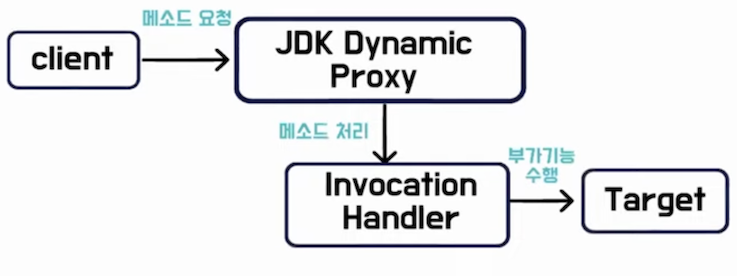 메소드 요청
client
JDK Dynamic
Proxy
메소드 처리
부가기능
수행
Invocation
Handler
Target